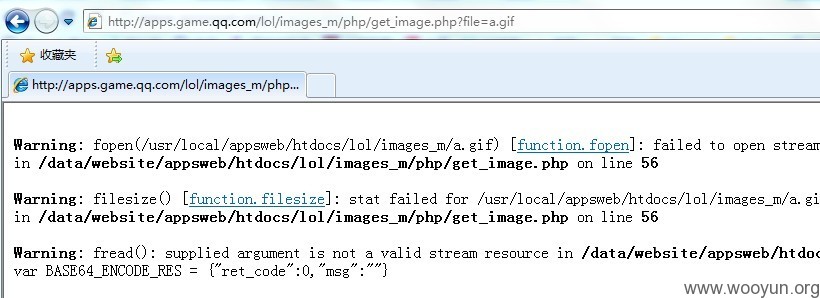 http://apps.game.qq.com/lol/images_m/php/get_image.php?file=a.gif
收藏夹
http://apps.game.qq.com/lol/images_m/php...
Warning: fopen(/usr/local/appsweb/htdocs/lol/images_m/a.gif) [function.fopen]: failed to open stream
in /data/website/appsweb/htdocs/lol/images_m/php/get_image.php on line 56
Warning: filesize() [function.filesize]: stat failed for /usr/local/appsweb/htdocs/lol/images_m/a.gi
in /data/website/appsweb/htdocs/lol/images_m/php/get_image.php on line 56
Warning: fread(): supplied argument is not a valid stream resource in /data/website/appsweb/htdoc
var BASE64_ENCODE_RES = {"ret_code":0,"msg":""}
www.wooyun.org